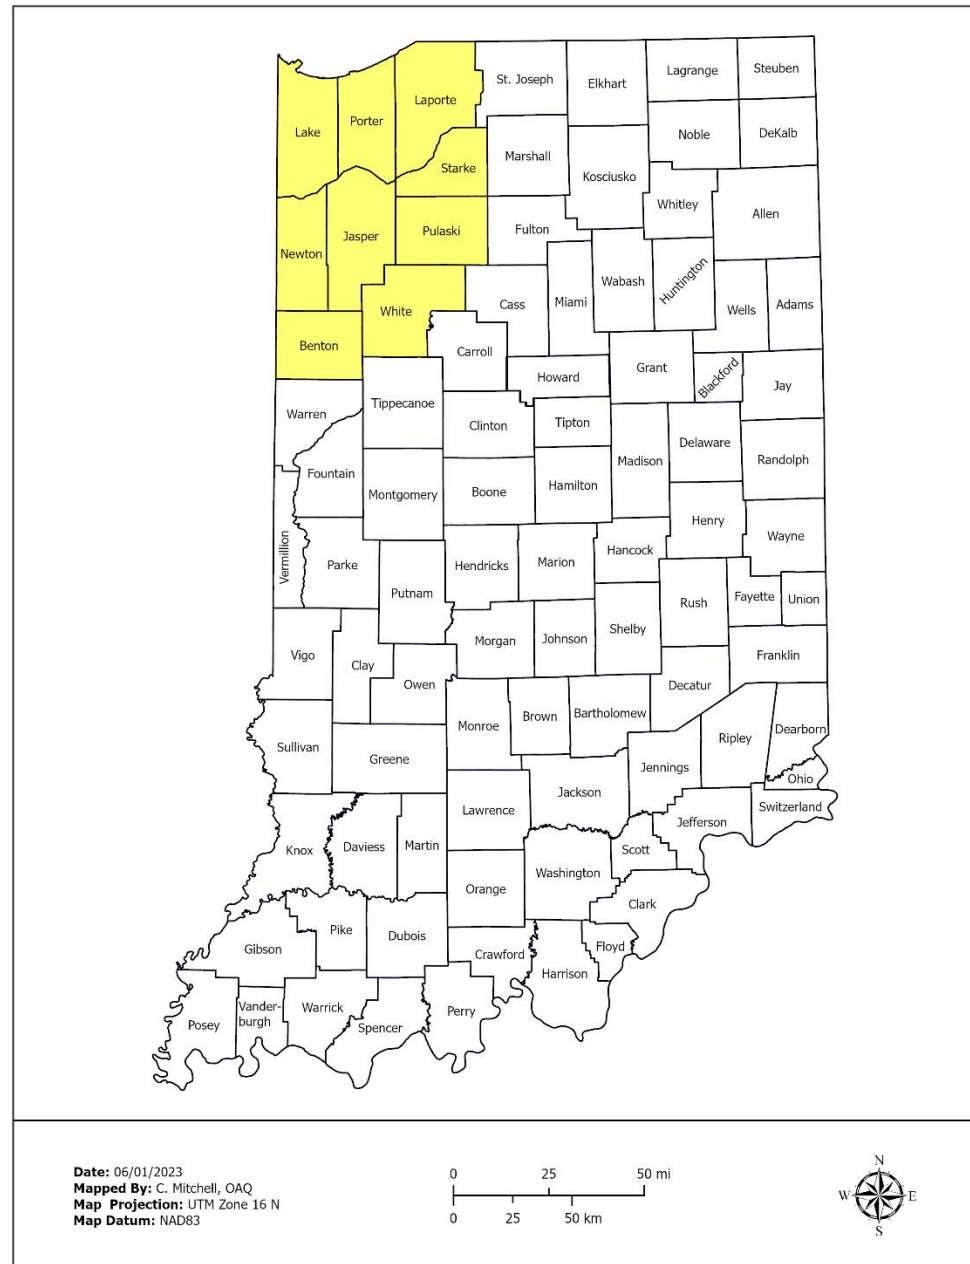 Lagrange
Steuben
St. Joseph
Elkhart
Laporte
Porter
Lake
Noble
DeKalb
Marshall
Starke
Kosciusko
Whitley
Allen
Newton
Jasper
Pulaski
Fulton
Wabash
Huntington
White
Cass
Miami
Wells
Adams
Benton
Carroll
Grant
Blackford
Howard
Jay
Warren
Tippecanoe
Clinton
Tipton
Delaware
Madison
Randolph
Fountain
Montgomery
Boone
Hamilton
Henry
Wayne
Vermillion
Parke
Putnam
Hendricks
Marion
Hancock
Rush
Fayette
Union
Vigo
Clay
Owen
Morgan
Johnson
Shelby
Franklin
Decatur
Sullivan
Greene
Monroe
Brown
Bartholomew
Jennings
Ripley
Dearborn
Ohio
Switzerland
Jefferson
Lawrence
Jackson
Knox
Daviess
Martin
Orange
Washington
Scott
Clark
Gibson
Pike
Dubois
Crawford
Harrison
Floyd
Posey
Vander-
burgh
Warrick
Spencer
Perry
Date: 06/01/2023
Mapped By: C. Mitchell, OAQ
Map Projection: UTM Zone 16 N
Map Datum: NAD83
0 25 50 mi
0 25 50 km
N
W E
S